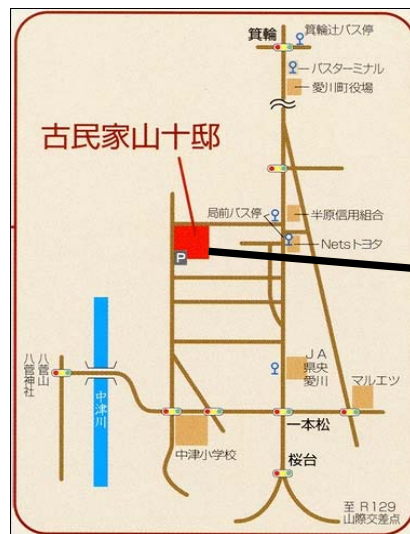 箕輪
箕輪辻バス停
バスターミナル
愛川町役場
古民家山十邸
局前バス停
半原信用組合
Netsトヨタ
P
JA
県央
愛川
マルエツ
八菅山
八菅神社
中津川
一本松
中津小学校
桜台
至 R129
山際交差点